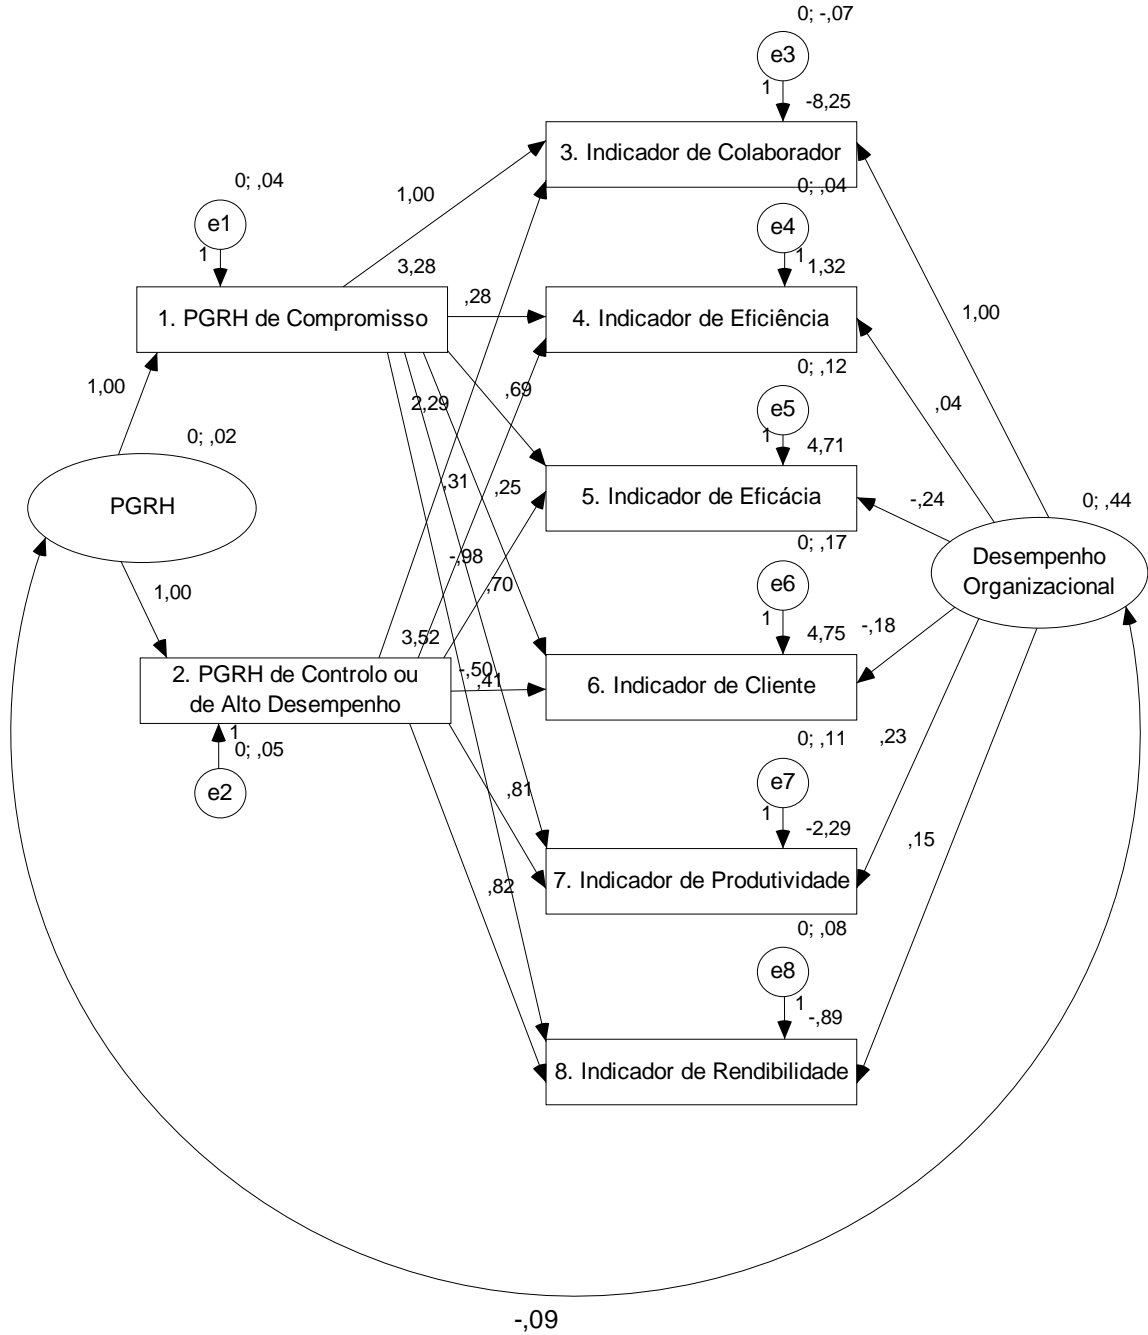 0; -,07
e3
1
-8,25
3. Indicador de Colaborador
0; ,04
1,00
0; ,04
e1
1
e4
1
3,28
1,32
,28
1. PGRH de Compromisso
4. Indicador de Eficiência
1,00
0; ,12
1,00
,69
2,29
,04
e5
1
0; ,02
4,71
,31
,25
5. Indicador de Eficácia
-,24
0; ,44
PGRH
0; ,17
-,98
,70
Desempenho
Organizacional
1,00
e6
1
3,52
4,75
-,18
-,50
,41
2. PGRH de Controlo ou
de Alto Desempenho
6. Indicador de Cliente
1
0; ,05
0; ,11
,23
e2
e7
,81
1
-2,29
,15
7. Indicador de Produtividade
,82
0; ,08
e8
1
-,89
8. Indicador de Rendibilidade
-,09